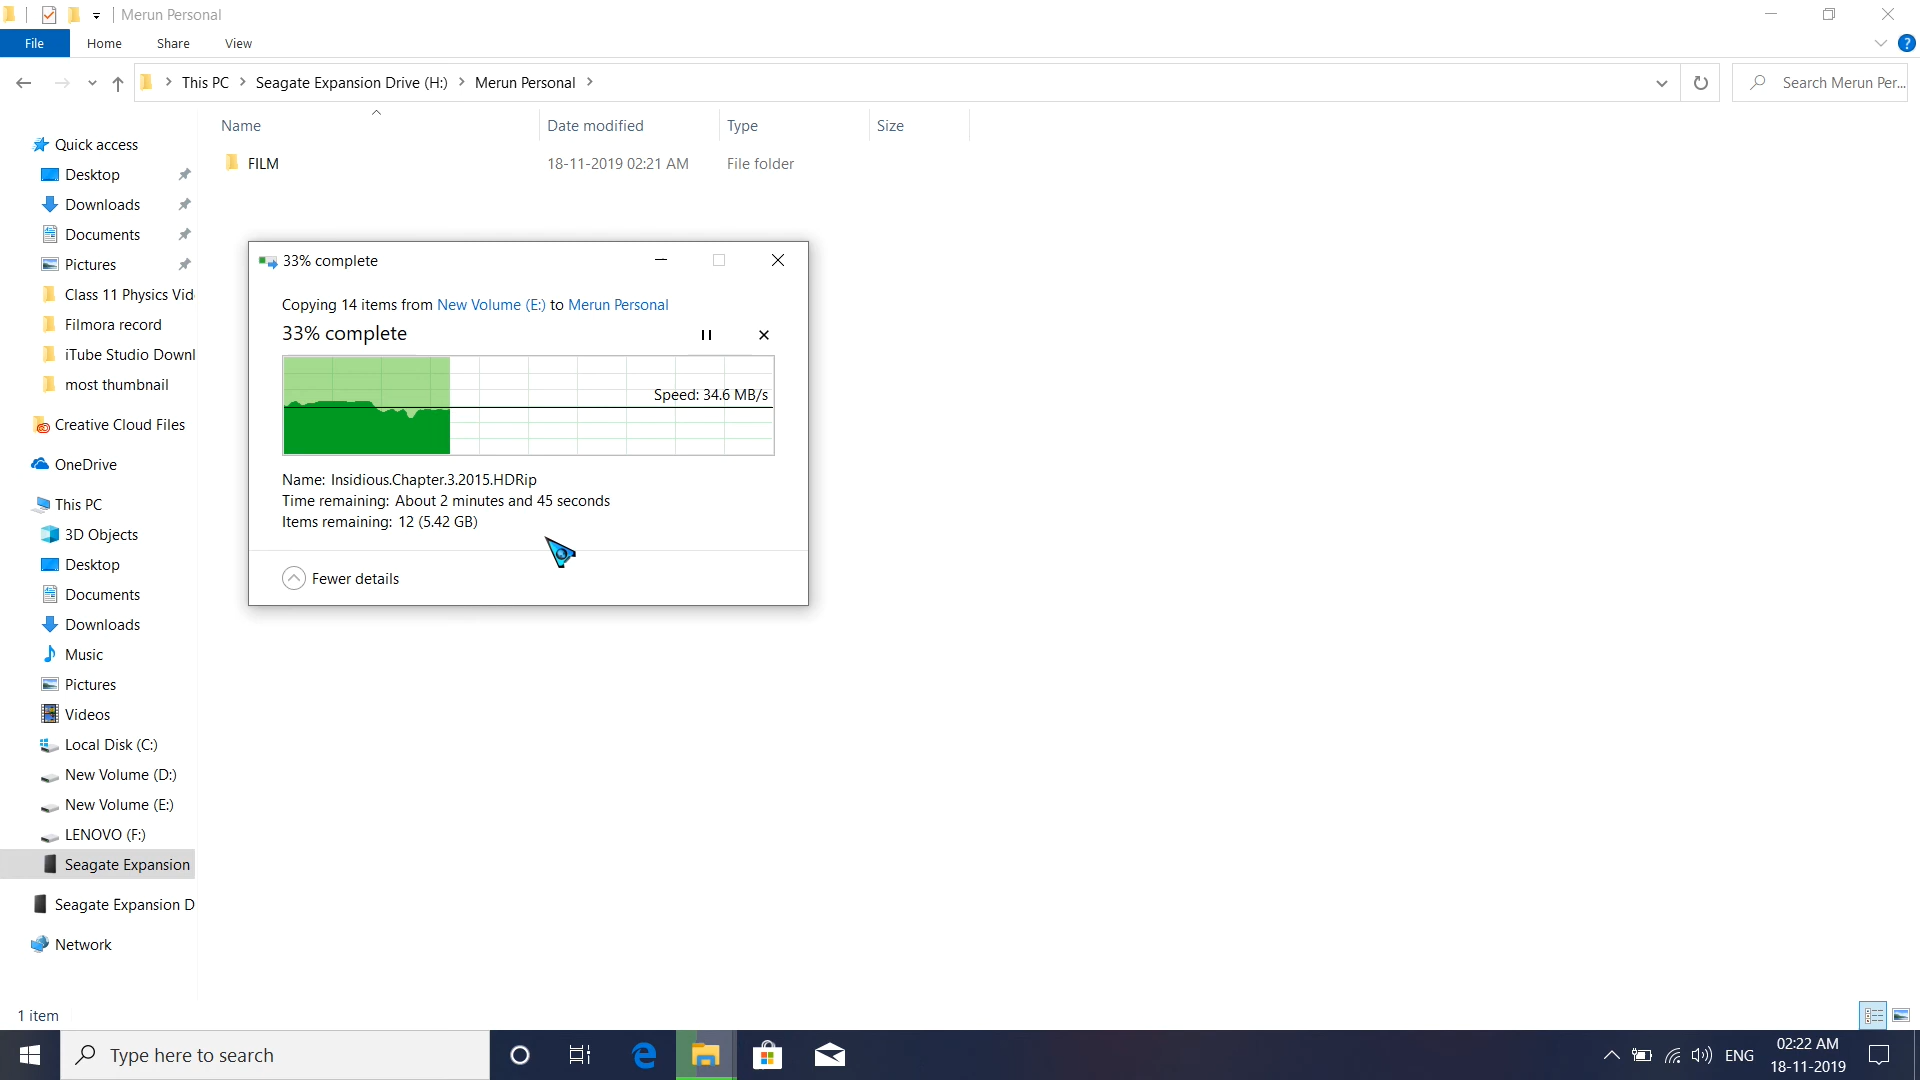 Merun Personal
File Home Share View
This PC Seagate Expansion Drive (H:) Merun Personal
Search Merun Per...
Name Date modified Type Size
FILM 18-11-2019 02:21 AM File folder
Quick access
Desktop
Downloads
Documents
Pictures
Class 11 Physics Vid
Filmora record
iTube Studio Downl
most thumbnail
Creative Cloud Files
OneDrive
This PC
3D Objects
Desktop
Documents
Downloads
Music
Pictures
Videos
Local Disk (C:)
New Volume (D:)
New Volume (E:)
LENOVO (F:)
Seagate Expansion
Seagate Expansion D
Network
33% complete
Copying 14 items from New Volume (E:) to Merun Personal
33% complete
Speed: 34.6 MB/s
Name: Insidious.Chapter.3.2015.HDRip
Time remaining: About 2 minutes and 45 seconds
Items remaining: 12 (5.42 GB)
Fewer details
1 item
Type here to search
ENG
02:22 AM
18-11-2019